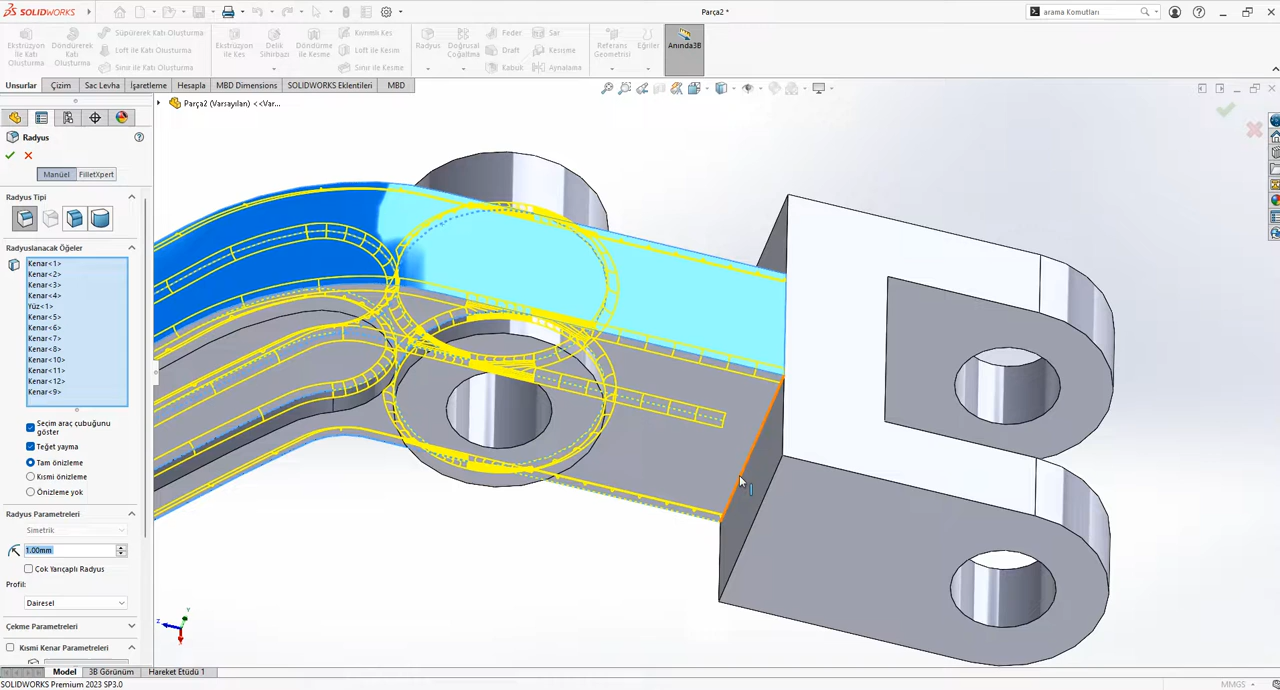 SOLIDWORKS
Parça2 *
arama Komutları
Ekstrüzyon İle Katı Oluşturma
Döndürerek Katı Oluşturma
Süpürerek Katı Oluşturma
Loft ile Katı Oluşturma
Sınır ile Katı Oluşturma
Ekstrüzyon ile Kes
Delik Sihirbazı
Döndürme ile Kesme
Loft ile Kesim
Sınır ile Kesme
Radyus
Doğrusal Çoğaltma
Feder
Draft
Kabuk
Sar
Kesişme
Aynalama
Referans Geometrisi
Eğriler
Anında3B
Unsurlar
Çizim
Sac Levha
İşaretleme
Hesapla
MBD Dimensions
SOLIDWORKS Eklentileri
MBD
Parça2 (Varsayılan) <<Var...
Radyus
Manüel
FilletXpert
Radyus Tipi
Radyuslanacak Öğeler
Kenar<1>
Kenar<2>
Kenar<3>
Kenar<4>
Yüz<1>
Kenar<5>
Kenar<6>
Kenar<7>
Kenar<8>
Kenar<10>
Kenar<11>
Kenar<12>
Kenar<9>
Seçim araç çubuğunu
göster
Teğet yayma
Tam önizleme
Kısmi önizleme
Önizleme yok
Radyus Parametreleri
Simetrik
1.00mm
Çok Yarıçaplı Radyus
Profil:
Dairesel
Çekme Parametreleri
Kısmi Kenar Parametreleri
Model
3B Görünüm
Hareket Etüdü 1
SOLIDWORKS Premium 2023 SP3.0
MMGS